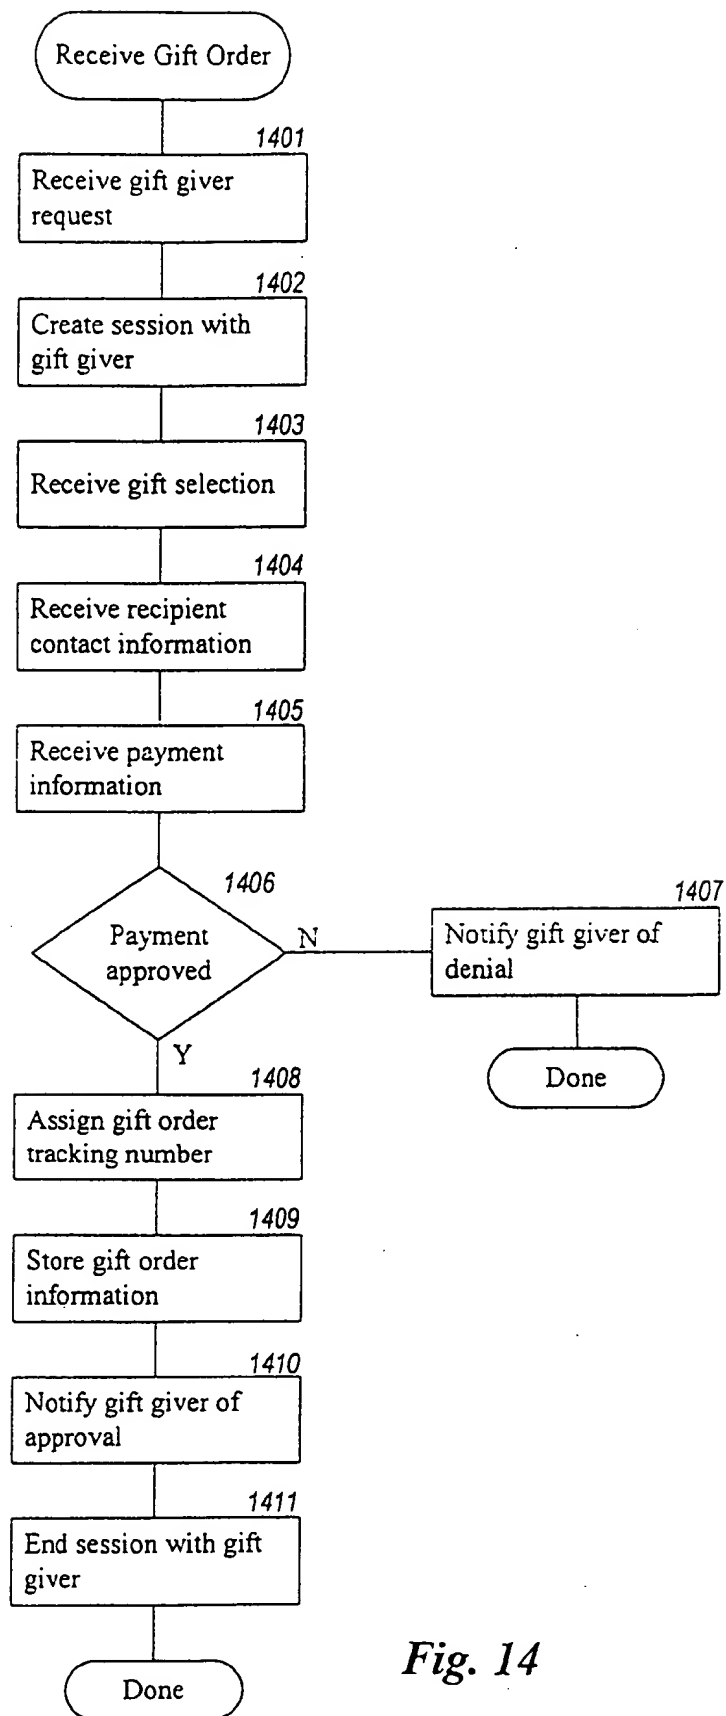 Receive Gift Order
1401
Receive gift giver
request
1402
Create session with
gift giver
1403
Receive gift selection
1404
Receive recipient
contact information
1405
Receive payment
information
1406
Payment
approved
N
1407
Notify gift giver of
denial
Done
Y
1408
Assign gift order
tracking number
1409
Store gift order
information
1410
Notify gift giver of
approval
1411
End session with gift
giver
Done
Fig. 14